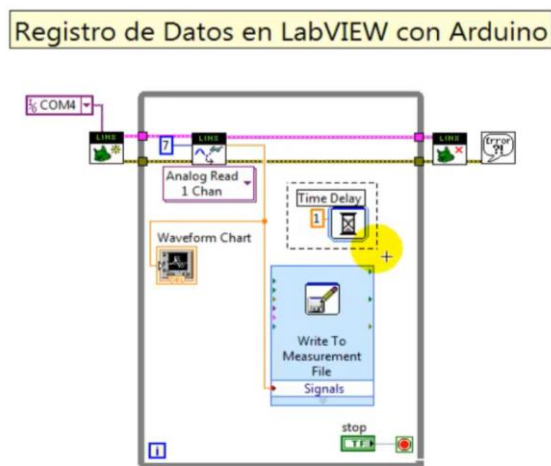 Registro de Datos en LabVIEW con Arduino
COM4
LINX
LINX
LINX
Error
?!
7
Analog Read
1 Chan
Time Delay
1
Waveform Chart
Write To
Measurement
File
Signals
stop
TF
i